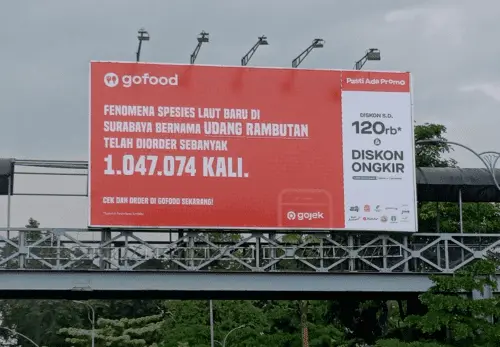 gofood
FENOMENA SPESIES LAUT BARU DI
SURABAYA BERNAMA UDANG RAMBUTAN
TELAH DIORDER SEBANYAK
1.047.074 KALI.
CEK DAN ORDER DI GOFOOD SEKARANG!
gojek
Pasti Ada Promo
DISKON S.D.
120rb*
&
DISKON
ONGKIR